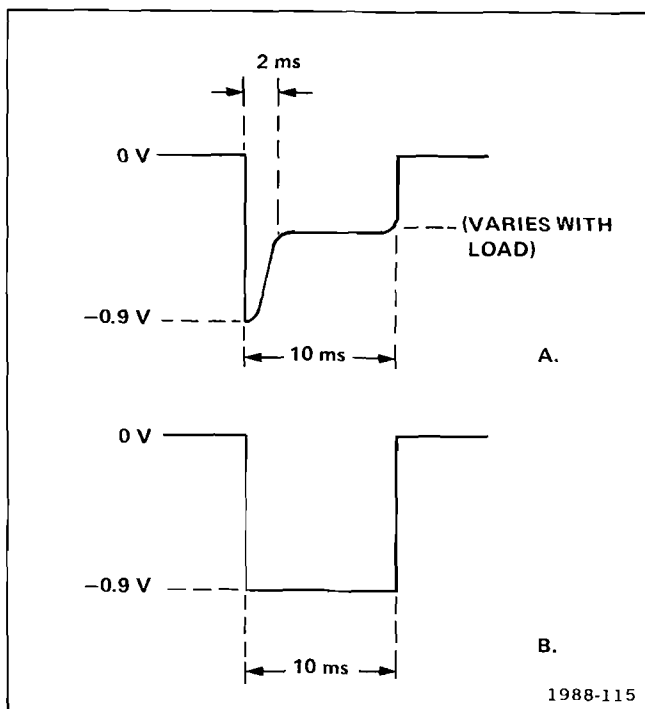 2 ms
0 V
(VARIES WITH
LOAD)
−0.9 V
10 ms
A.
0 V
−0.9 V
B.
10 ms
1988-115